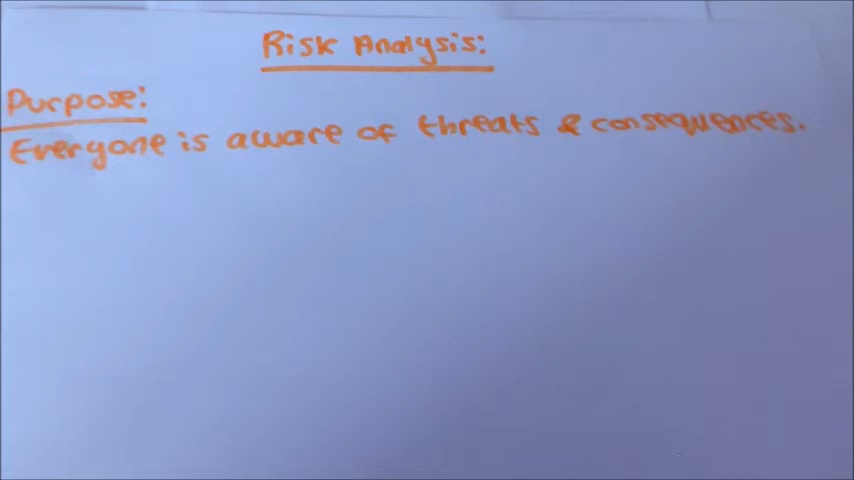 Risk Analysis:
Purpose:
Everyone is aware of threats & consequences.